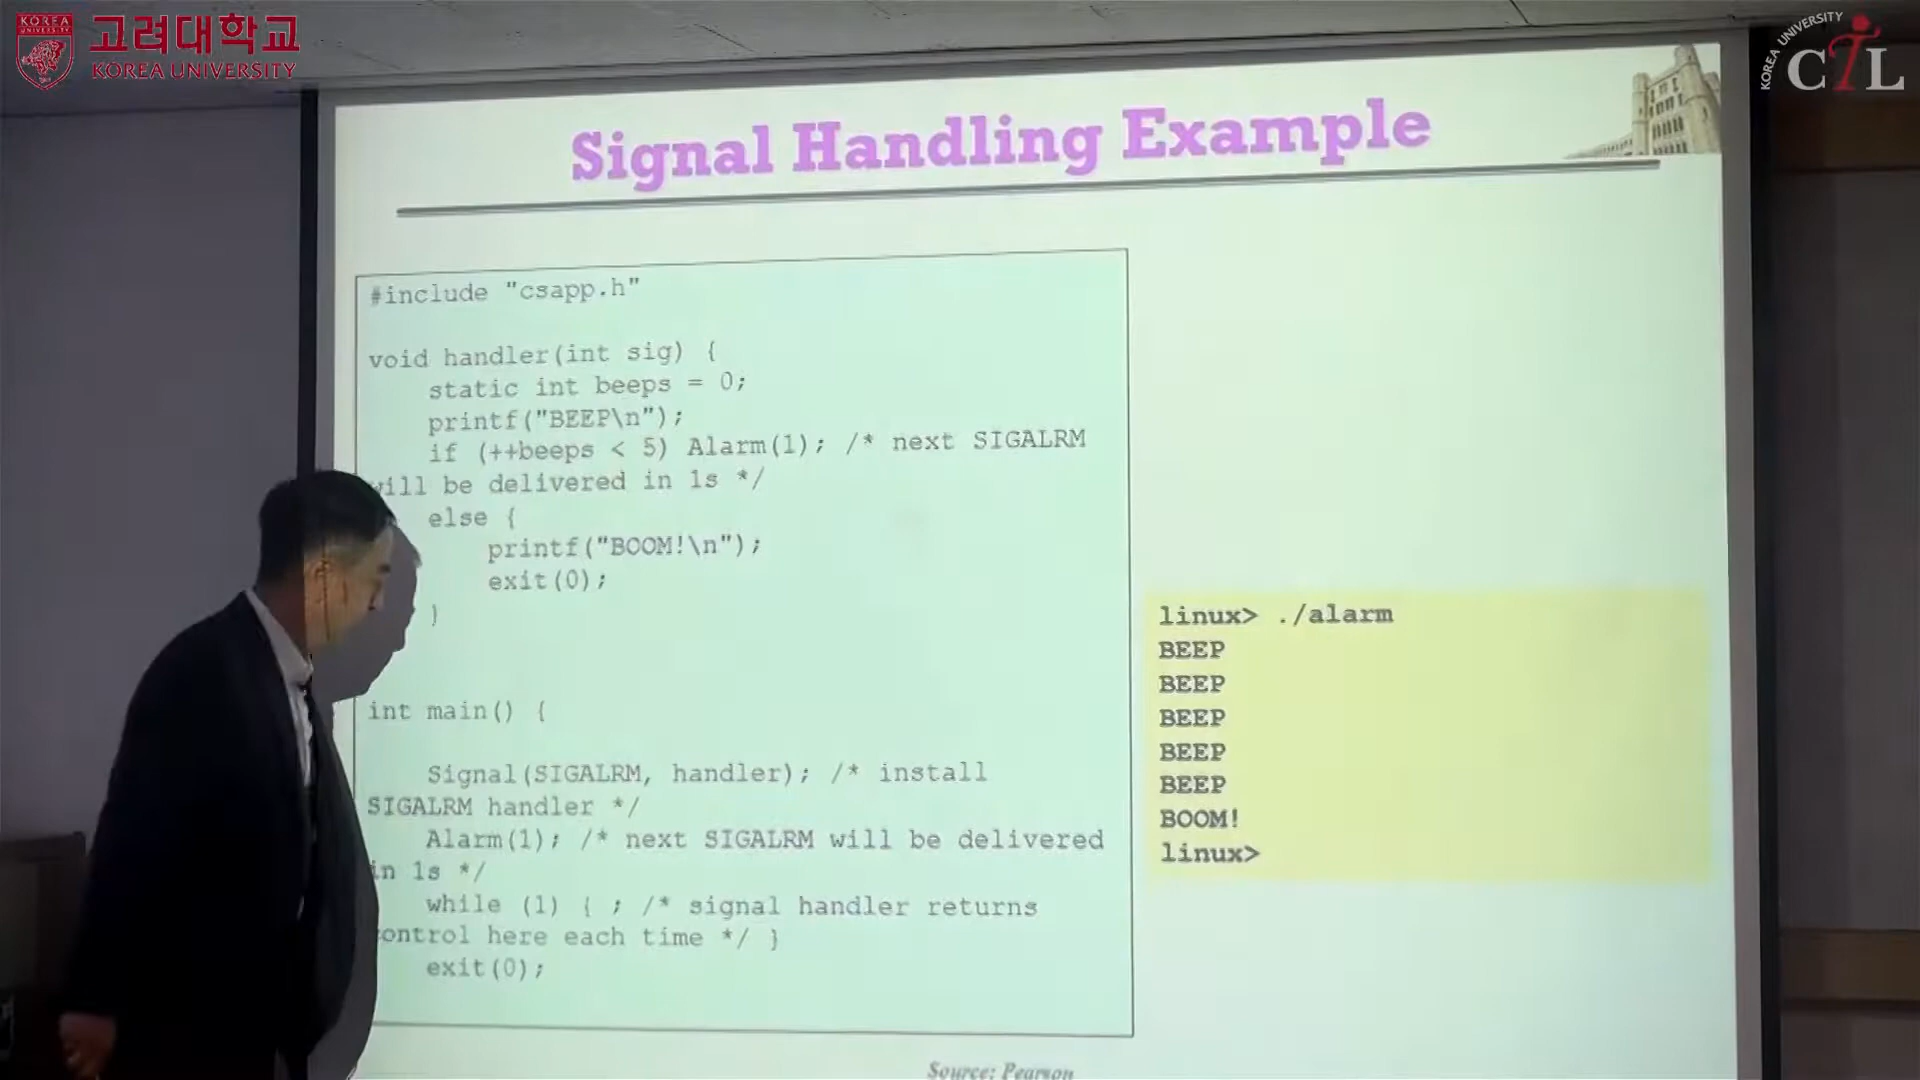 KOREA
UNIVERSITY
고려대학교
KOREA UNIVERSITY
KOREA UNIVERSITY
CTL
Signal Handling Example
#include "csapp.h"
void handler(int sig) {
static int beeps = 0;
printf("BEEP\n");
if (++beeps < 5) Alarm(1); /* next SIGALRM
will be delivered in 1s */
else {
printf("BOOM!\n");
exit(0);
}
int main() {
Signal(SIGALRM, handler); /* install
SIGALRM handler */
Alarm(1); /* next SIGALRM will be delivered
in 1s */
while (1) { ; /* signal handler returns
control here each time */ }
exit(0);
linux> ./alarm
BEEP
BEEP
BEEP
BEEP
BEEP
BOOM!
linux>
Source: Pearson